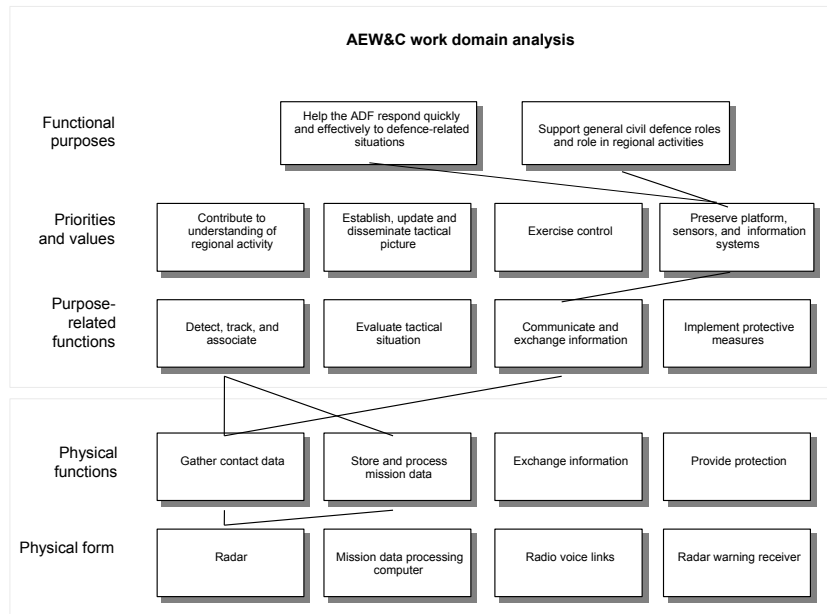 AEW&C work domain analysis
Functional
purposes
Help the ADF respond quickly
and effectively to defence-related
situations
Support general civil defence roles
and role in regional activities
Priorities
and values
Contribute to
understanding of
regional activity
Establish, update and
disseminate tactical
picture
Exercise control
Preserve platform,
sensors, and information
systems
Purpose-
related
functions
Detect, track, and
associate
Evaluate tactical
situation
Communicate and
exchange information
Implement protective
measures
Physical
functions
Gather contact data
Store and process
mission data
Exchange information
Provide protection
Physical form
Radar
Mission data processing
computer
Radio voice links
Radar warning receiver